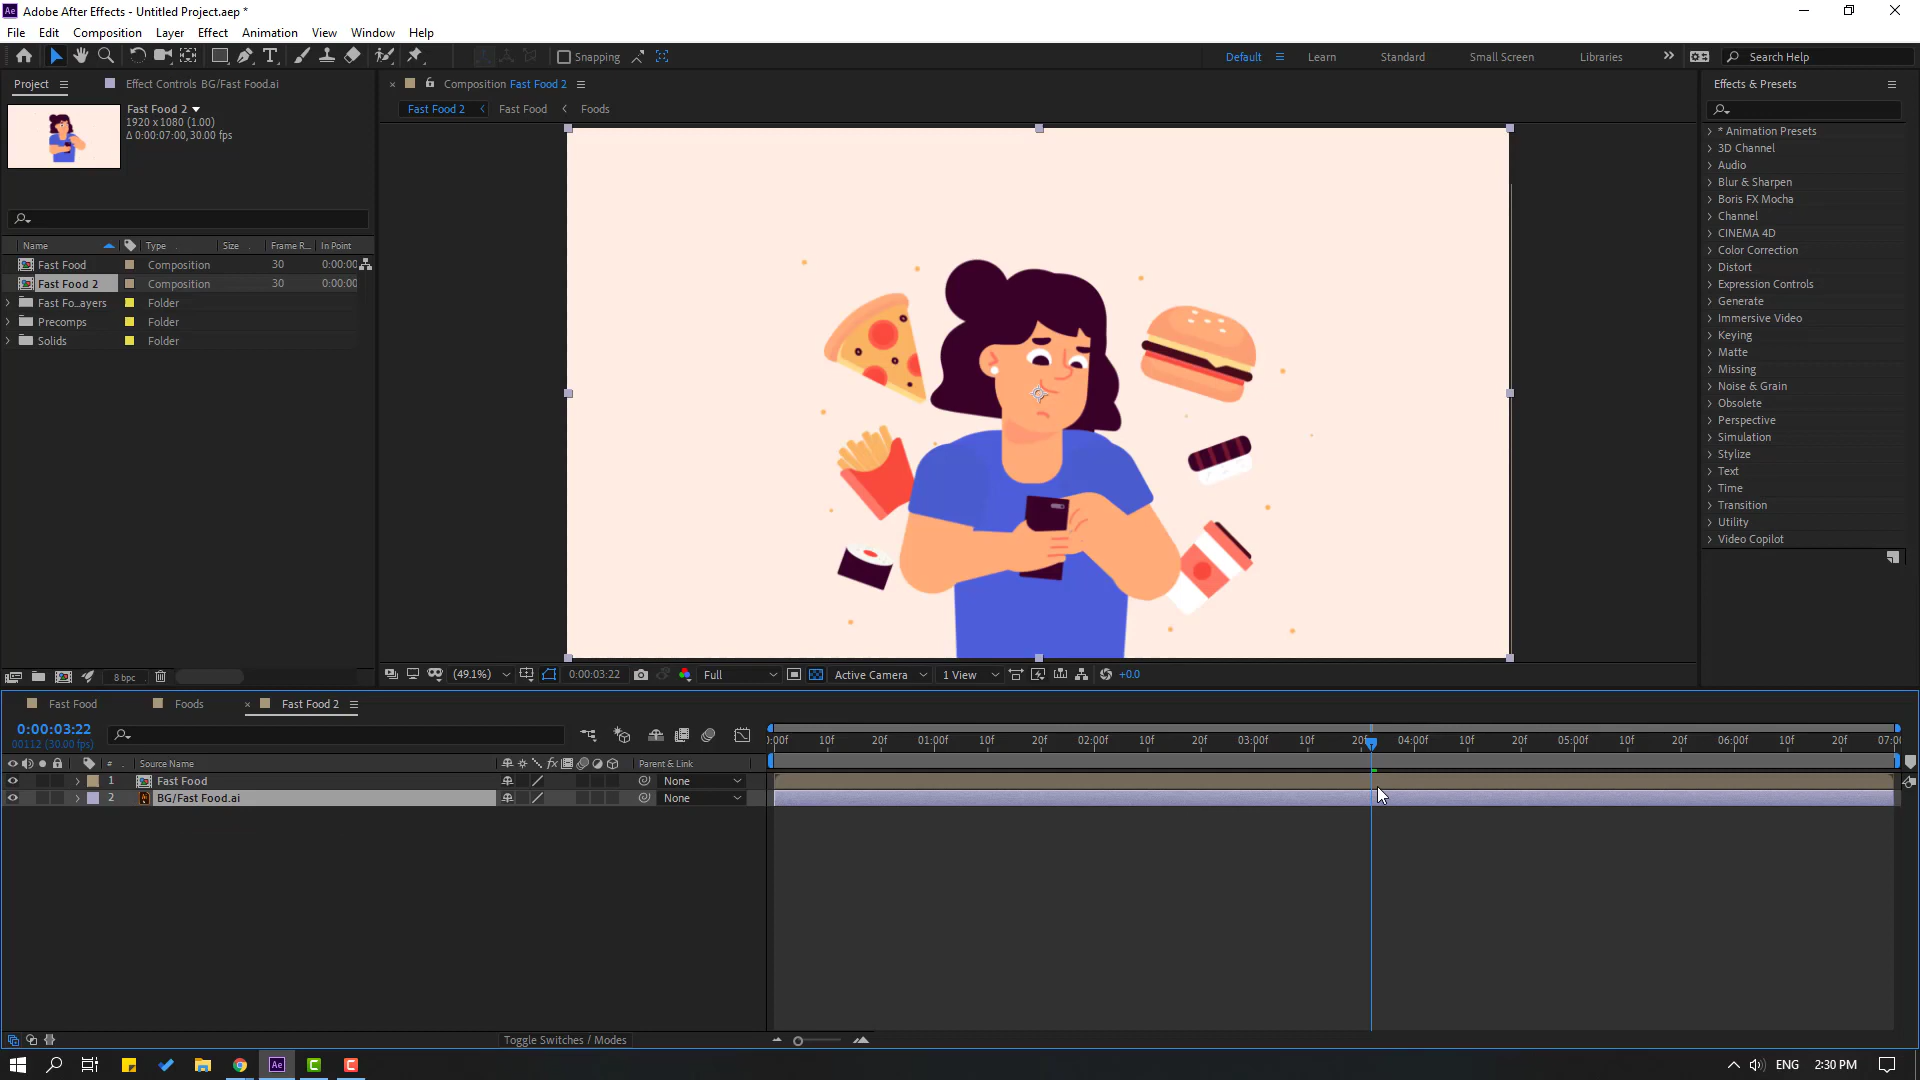 Adobe After Effects - Untitled Project.aep *
File Edit Composition Layer Effect Animation View Window Help
Snapping
Default Learn Standard Small Screen Libraries
Search Help
Project Effect Controls BG/Fast Food.ai
Fast Food 2
1920 x 1080 (1.00)
Δ 0:00:07:00, 30.00 fps
Name Type Size Frame R... In Point
Fast Food Composition 30 0:00:00
Fast Food 2 Composition 30 0:00:00
Fast Fo...ayers Folder
Precomps Folder
Solids Folder
8 bpc
Composition Fast Food 2
Fast Food 2 Fast Food Foods
(49.1%) 0:00:03:22 Full Active Camera 1 View +0.0
Effects & Presets
* Animation Presets
3D Channel
Audio
Blur & Sharpen
Boris FX Mocha
Channel
CINEMA 4D
Color Correction
Distort
Expression Controls
Generate
Immersive Video
Keying
Matte
Missing
Noise & Grain
Obsolete
Perspective
Simulation
Stylize
Text
Time
Transition
Utility
Video Copilot
Fast Food Foods Fast Food 2
0:00:03:22
00112 (30.00 fps)
):00f 10f 20f 01:00f 10f 20f 02:00f 10f 20f 03:00f 10f 20f 04:00f 10f 20f 05:00f 10f 20f 06:00f 10f 20f 07:00
# Source Name Parent & Link
1 Fast Food None
2 BG/Fast Food.ai None
Toggle Switches / Modes
ENG 2:30 PM